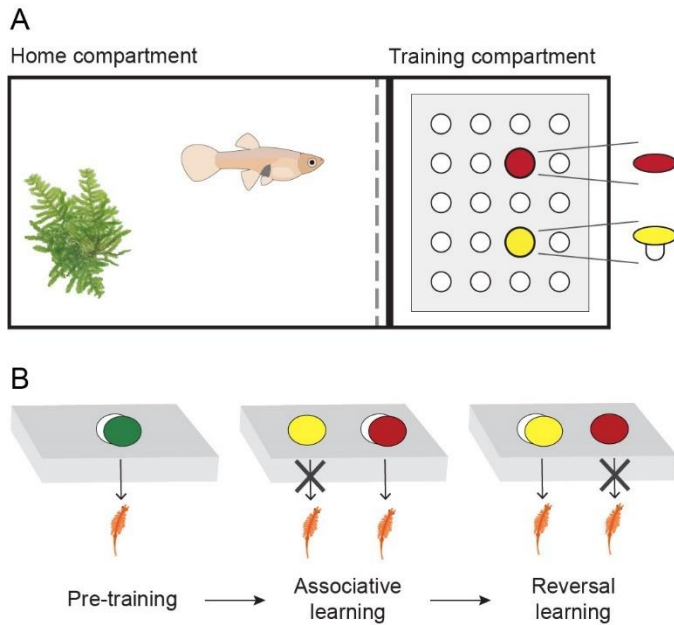 A
Home compartment
Training compartment
B
Pre-training
Associative
learning
Reversal
learning